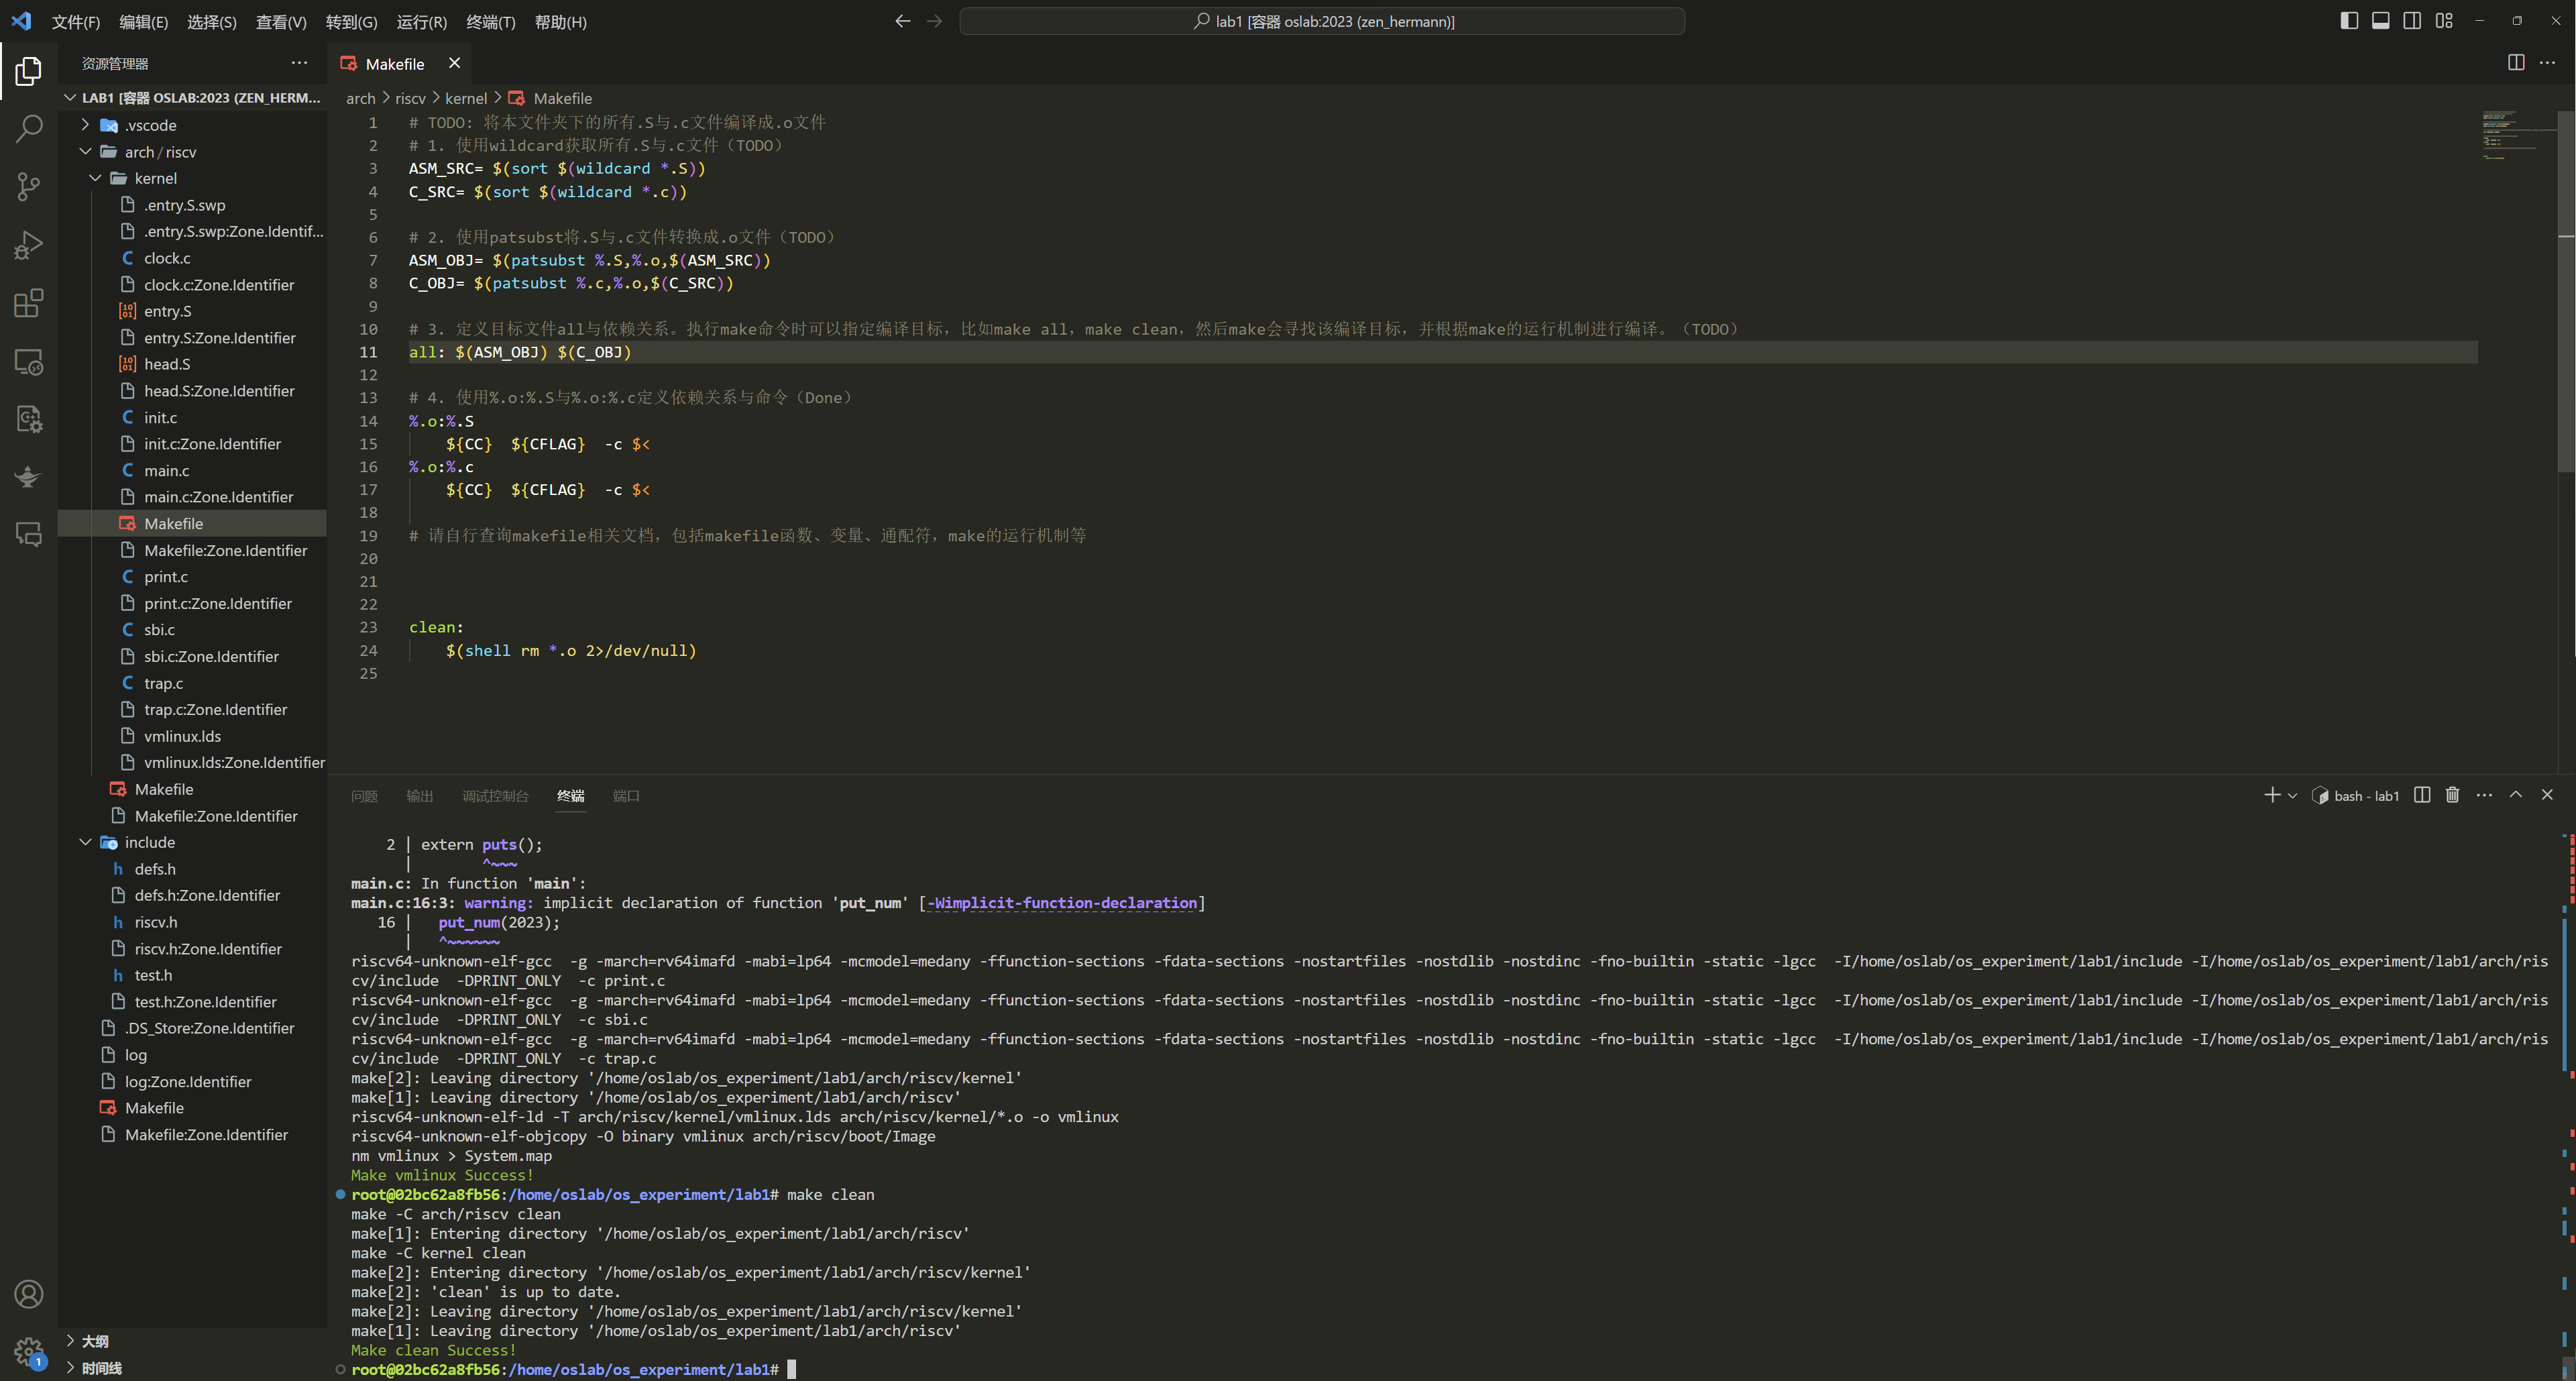 文件(F) 编辑(E) 选择(S) 查看(V) 转到(G) 运行(R) 终端(T) 帮助(H)
lab1 [容器 oslab:2023 (zen_hermann)]
资源管理器
LAB1 [容器 OSLAB:2023 (ZEN_HERM...
.vscode
arch / riscv
kernel
.entry.S.swp
.entry.S.swp:Zone.Identif...
clock.c
clock.c:Zone.Identifier
entry.S
entry.S:Zone.Identifier
head.S
head.S:Zone.Identifier
init.c
init.c:Zone.Identifier
main.c
main.c:Zone.Identifier
Makefile
Makefile:Zone.Identifier
print.c
print.c:Zone.Identifier
sbi.c
sbi.c:Zone.Identifier
trap.c
trap.c:Zone.Identifier
vmlinux.lds
vmlinux.lds:Zone.Identifier
Makefile
Makefile:Zone.Identifier
include
defs.h
defs.h:Zone.Identifier
riscv.h
riscv.h:Zone.Identifier
test.h
test.h:Zone.Identifier
.DS_Store:Zone.Identifier
log
log:Zone.Identifier
Makefile
Makefile:Zone.Identifier
大纲
时间线
1
Makefile
arch > riscv > kernel > Makefile
1 # TODO: 将本文件夹下的所有.S与.c文件编译成.o文件
2 # 1. 使用wildcard获取所有.S与.c文件（TODO）
3 ASM_SRC= $(sort $(wildcard *.S))
4 C_SRC= $(sort $(wildcard *.c))
5
6 # 2. 使用patsubst将.S与.c文件转换成.o文件（TODO）
7 ASM_OBJ= $(patsubst %.S,%.o,$(ASM_SRC))
8 C_OBJ= $(patsubst %.c,%.o,$(C_SRC))
9
10 # 3. 定义目标文件all与依赖关系。执行make命令时可以指定编译目标，比如make all，make clean，然后make会寻找该编译目标，并根据make的运行机制进行编译。（TODO）
11 all: $(ASM_OBJ) $(C_OBJ)
12
13 # 4. 使用%.o:%.S与%.o:%.c定义依赖关系与命令（Done）
14 %.o:%.S
15 ${CC}  ${CFLAG}  -c $<
16 %.o:%.c
17 ${CC}  ${CFLAG}  -c $<
18
19 # 请自行查询makefile相关文档，包括makefile函数、变量、通配符，make的运行机制等
20
21
22
23 clean:
24 $(shell rm *.o 2>/dev/null)
25
问题 输出 调试控制台 终端 端口
bash - lab1
2 | extern puts();
|        ^~~~
main.c: In function 'main':
main.c:16:3: warning: implicit declaration of function 'put_num' [-Wimplicit-function-declaration]
16 |   put_num(2023);
|   ^~~~~~~
riscv64-unknown-elf-gcc  -g -march=rv64imafd -mabi=lp64 -mcmodel=medany -ffunction-sections -fdata-sections -nostartfiles -nostdlib -nostdinc -fno-builtin -static -lgcc  -I/home/oslab/os_experiment/lab1/include -I/home/oslab/os_experiment/lab1/arch/ris
cv/include  -DPRINT_ONLY  -c print.c
riscv64-unknown-elf-gcc  -g -march=rv64imafd -mabi=lp64 -mcmodel=medany -ffunction-sections -fdata-sections -nostartfiles -nostdlib -nostdinc -fno-builtin -static -lgcc  -I/home/oslab/os_experiment/lab1/include -I/home/oslab/os_experiment/lab1/arch/ris
cv/include  -DPRINT_ONLY  -c sbi.c
riscv64-unknown-elf-gcc  -g -march=rv64imafd -mabi=lp64 -mcmodel=medany -ffunction-sections -fdata-sections -nostartfiles -nostdlib -nostdinc -fno-builtin -static -lgcc  -I/home/oslab/os_experiment/lab1/include -I/home/oslab/os_experiment/lab1/arch/ris
cv/include  -DPRINT_ONLY  -c trap.c
make[2]: Leaving directory '/home/oslab/os_experiment/lab1/arch/riscv/kernel'
make[1]: Leaving directory '/home/oslab/os_experiment/lab1/arch/riscv'
riscv64-unknown-elf-ld -T arch/riscv/kernel/vmlinux.lds arch/riscv/kernel/*.o -o vmlinux
riscv64-unknown-elf-objcopy -O binary vmlinux arch/riscv/boot/Image
nm vmlinux > System.map
Make vmlinux Success!
root@02bc62a8fb56:/home/oslab/os_experiment/lab1# make clean
make -C arch/riscv clean
make[1]: Entering directory '/home/oslab/os_experiment/lab1/arch/riscv'
make -C kernel clean
make[2]: Entering directory '/home/oslab/os_experiment/lab1/arch/riscv/kernel'
make[2]: 'clean' is up to date.
make[2]: Leaving directory '/home/oslab/os_experiment/lab1/arch/riscv/kernel'
make[1]: Leaving directory '/home/oslab/os_experiment/lab1/arch/riscv'
Make clean Success!
root@02bc62a8fb56:/home/oslab/os_experiment/lab1#